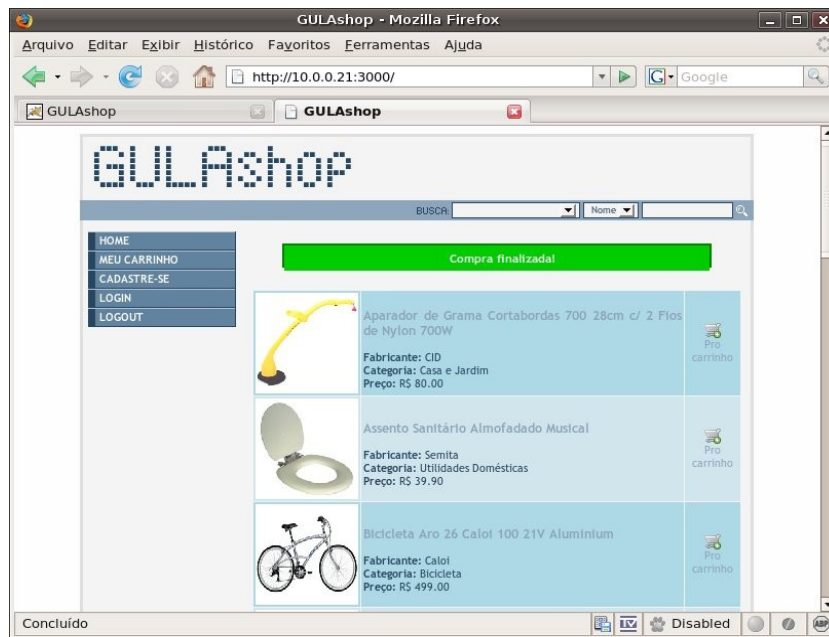 GULAshop - Mozilla Firefox
Arquivo Editar Exibir Histórico Favoritos Ferramentas Ajuda
http://10.0.0.21:3000/
G Google
GULAshop
GULAshop
GULAshop
BUSCA: Nome
HOME
MEU CARRINHO
CADASTRE-SE
LOGIN
LOGOUT
Compra finalizada!
Aparador de Grama Cortabordas 700 28cm c/ 2 Fios
de Nylon 700W
Fabricante: CID
Categoria: Casa e Jardim
Preço: R$ 80.00
Pro
carrinho
Assento Sanitário Almofadado Musical
Fabricante: Semita
Categoria: Utilidades Domésticas
Preço: R$ 39.90
Pro
carrinho
Bicicleta Aro 26 Caloi 100 21V Aluminium
Fabricante: Caloi
Categoria: Bicicleta
Preço: R$ 499.00
Pro
carrinho
Concluído
Disabled
ABP